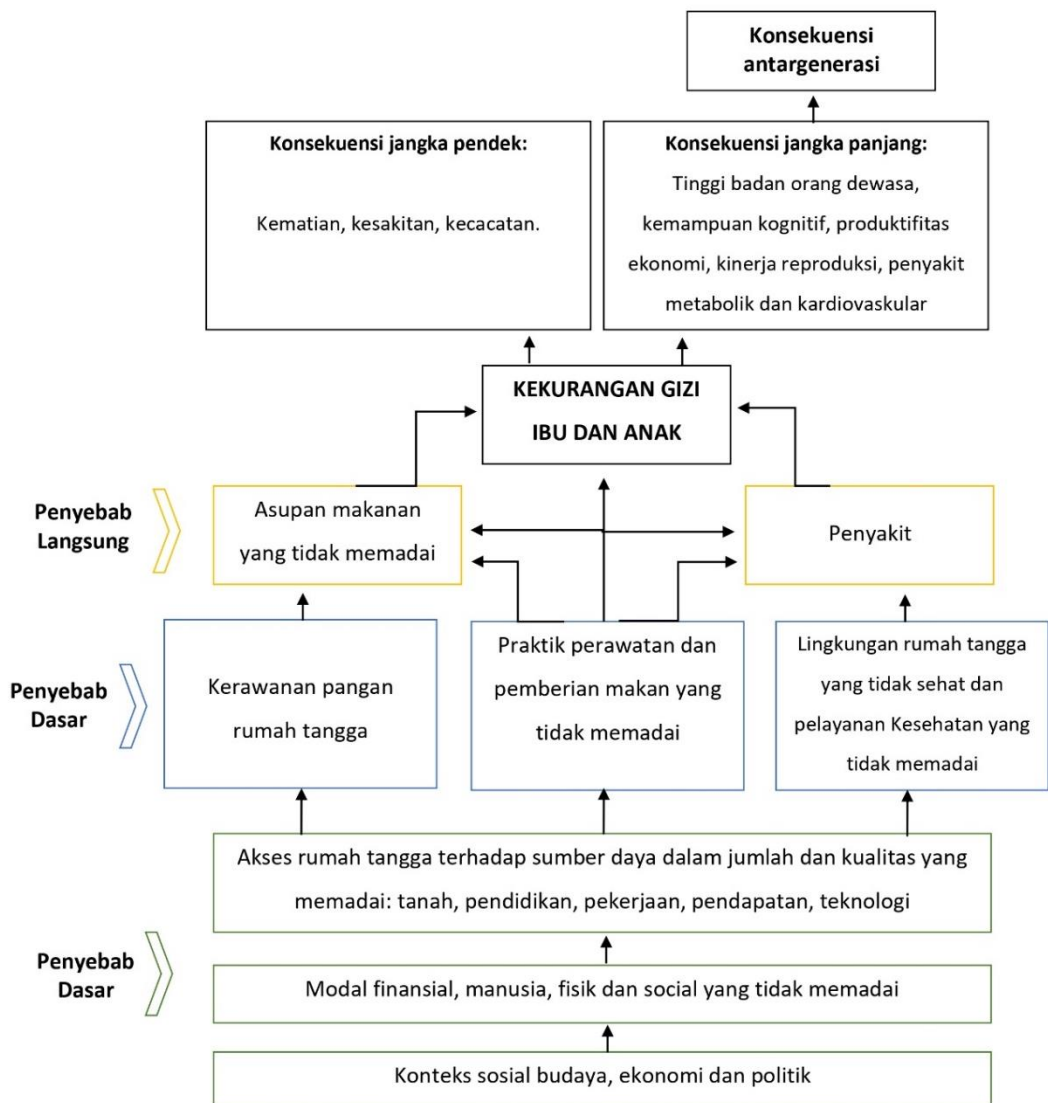 Konsekuensi
antargenerasi
Konsekuensi jangka pendek:
Kematian, kesakitan, kecacatan.
Konsekuensi jangka panjang:
Tinggi badan orang dewasa,
kemampuan kognitif, produktifitas
ekonomi, kinerja reproduksi, penyakit
metabolik dan kardiovaskular
KEKURANGAN GIZI
IBU DAN ANAK
Penyebab
Langsung
Asupan makanan
yang tidak memadai
Penyakit
Penyebab
Dasar
Kerawanan pangan
rumah tangga
Praktik perawatan dan
pemberian makan yang
tidak memadai
Lingkungan rumah tangga
yang tidak sehat dan
pelayanan Kesehatan yang
tidak memadai
Penyebab
Dasar
Akses rumah tangga terhadap sumber daya dalam jumlah dan kualitas yang
memadai: tanah, pendidikan, pekerjaan, pendapatan, teknologi
Modal finansial, manusia, fisik dan social yang tidak memadai
Konteks sosial budaya, ekonomi dan politik